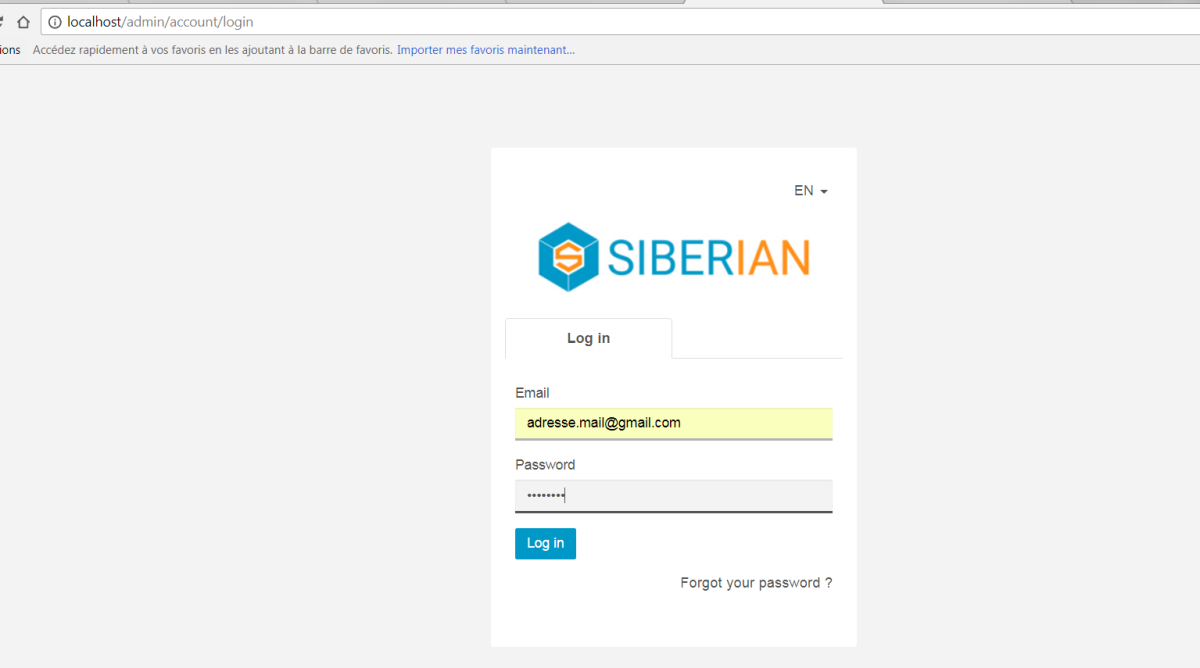 localhost/admin/account/login
ions Accédez rapidement à vos favoris en les ajoutant à la barre de favoris. Importer mes favoris maintenant...
EN
SIBERIAN
Log in
Email
adresse.mail@gmail.com
Password
••••••••
Log in
Forgot your password ?